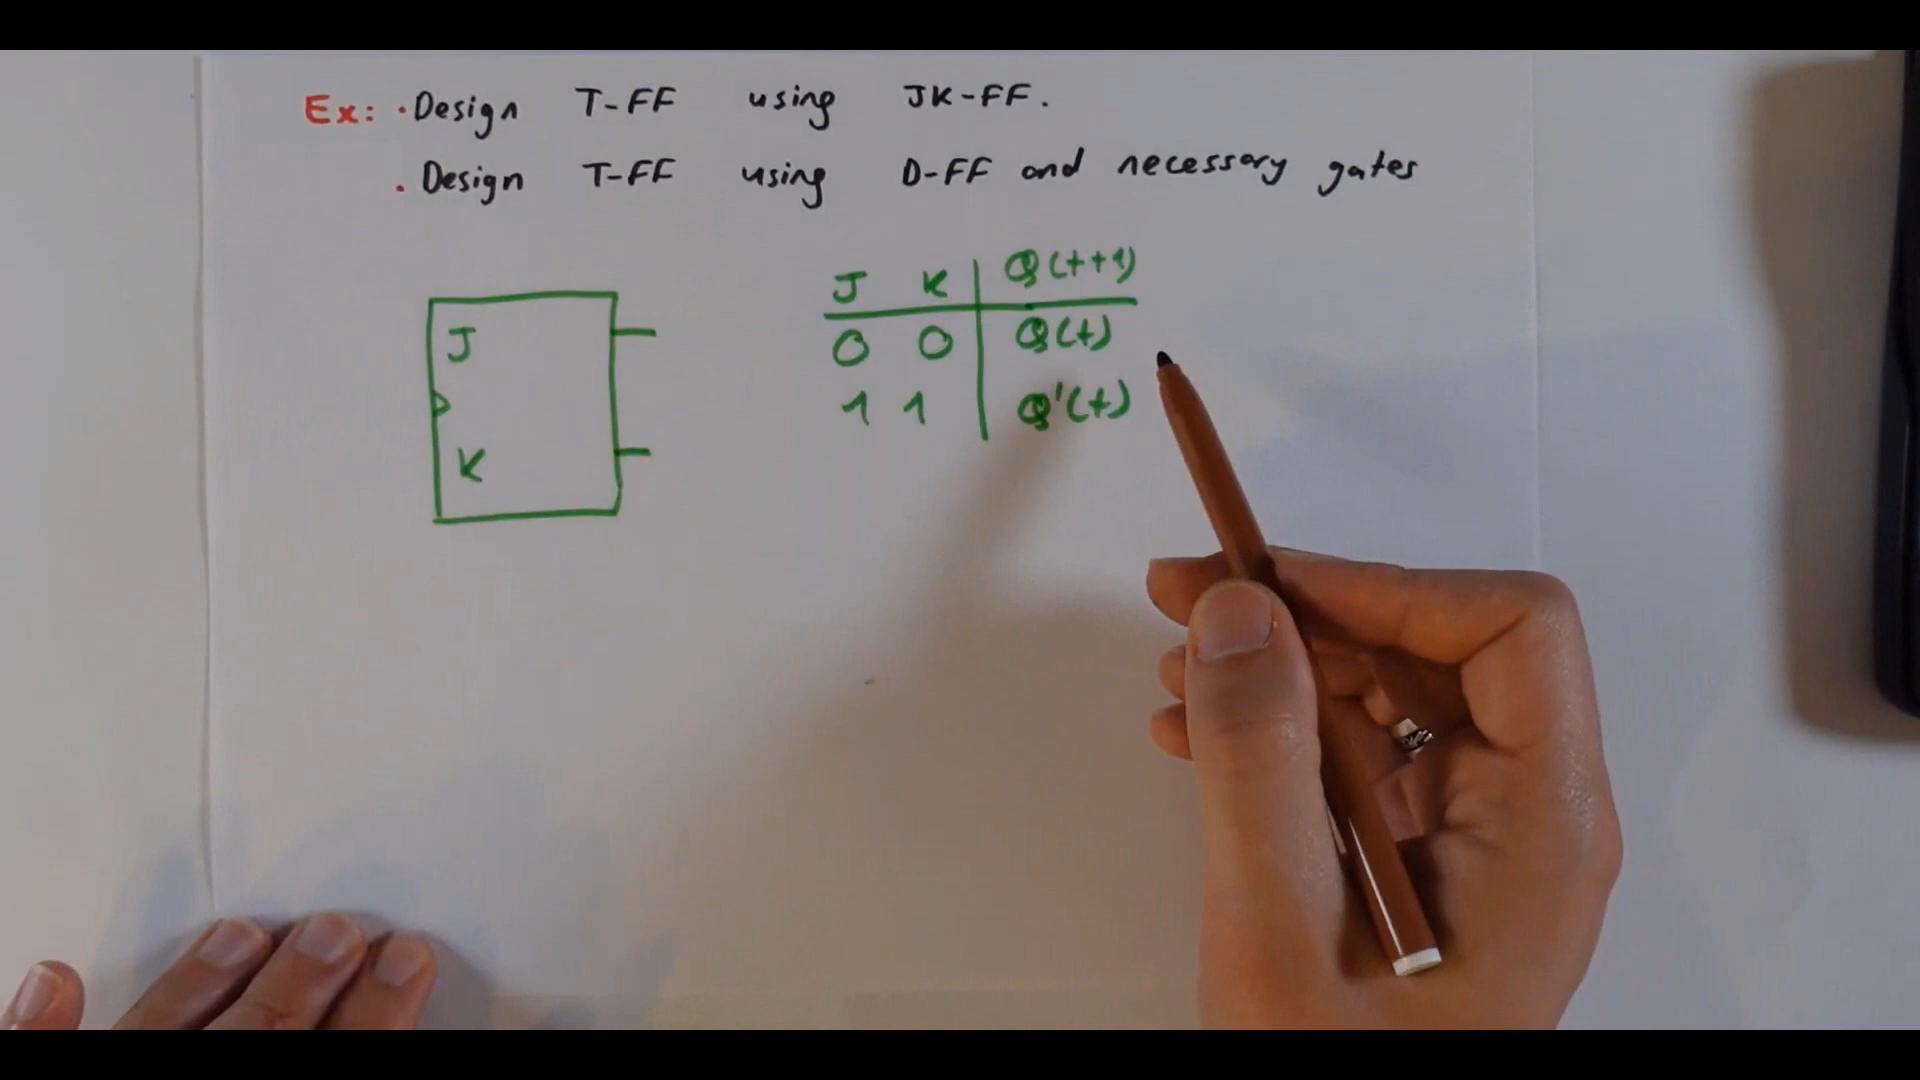 Ex: . Design T-FF using JK-FF.
. Design T-FF using D-FF and necessary gates
J K Q(t+1)
0 0 Q(t)
1 1 Q'(t)
J
K